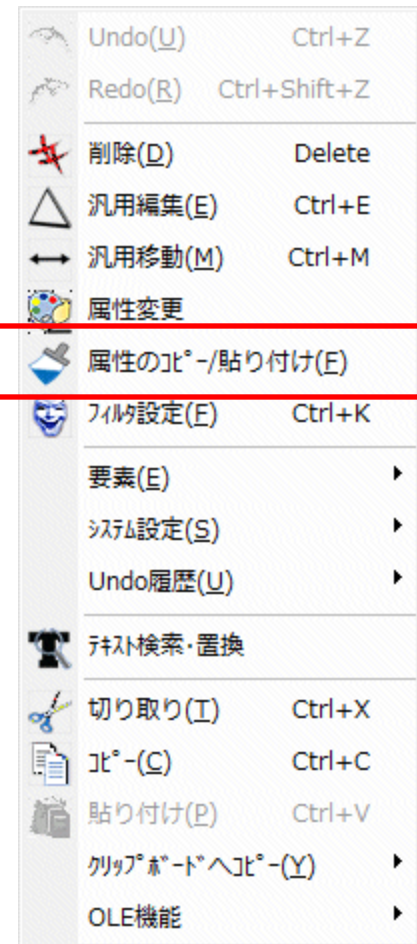 Undo(U) Ctrl+Z
Redo(R) Ctrl+Shift+Z
削除(D) Delete
汎用編集(E) Ctrl+E
汎用移動(M) Ctrl+M
属性変更
属性のｺﾋﾟｰ/貼り付け(F)
ﾌｨﾙﾀ設定(F) Ctrl+K
要素(E)
ｼｽﾃﾑ設定(S)
Undo履歴(U)
ﾃｷｽﾄ検索･置換
切り取り(T) Ctrl+X
ｺﾋﾟｰ(C) Ctrl+C
貼り付け(P) Ctrl+V
ｸﾘｯﾌﾟﾎﾞｰﾄﾞへｺﾋﾟｰ(Y)
OLE機能